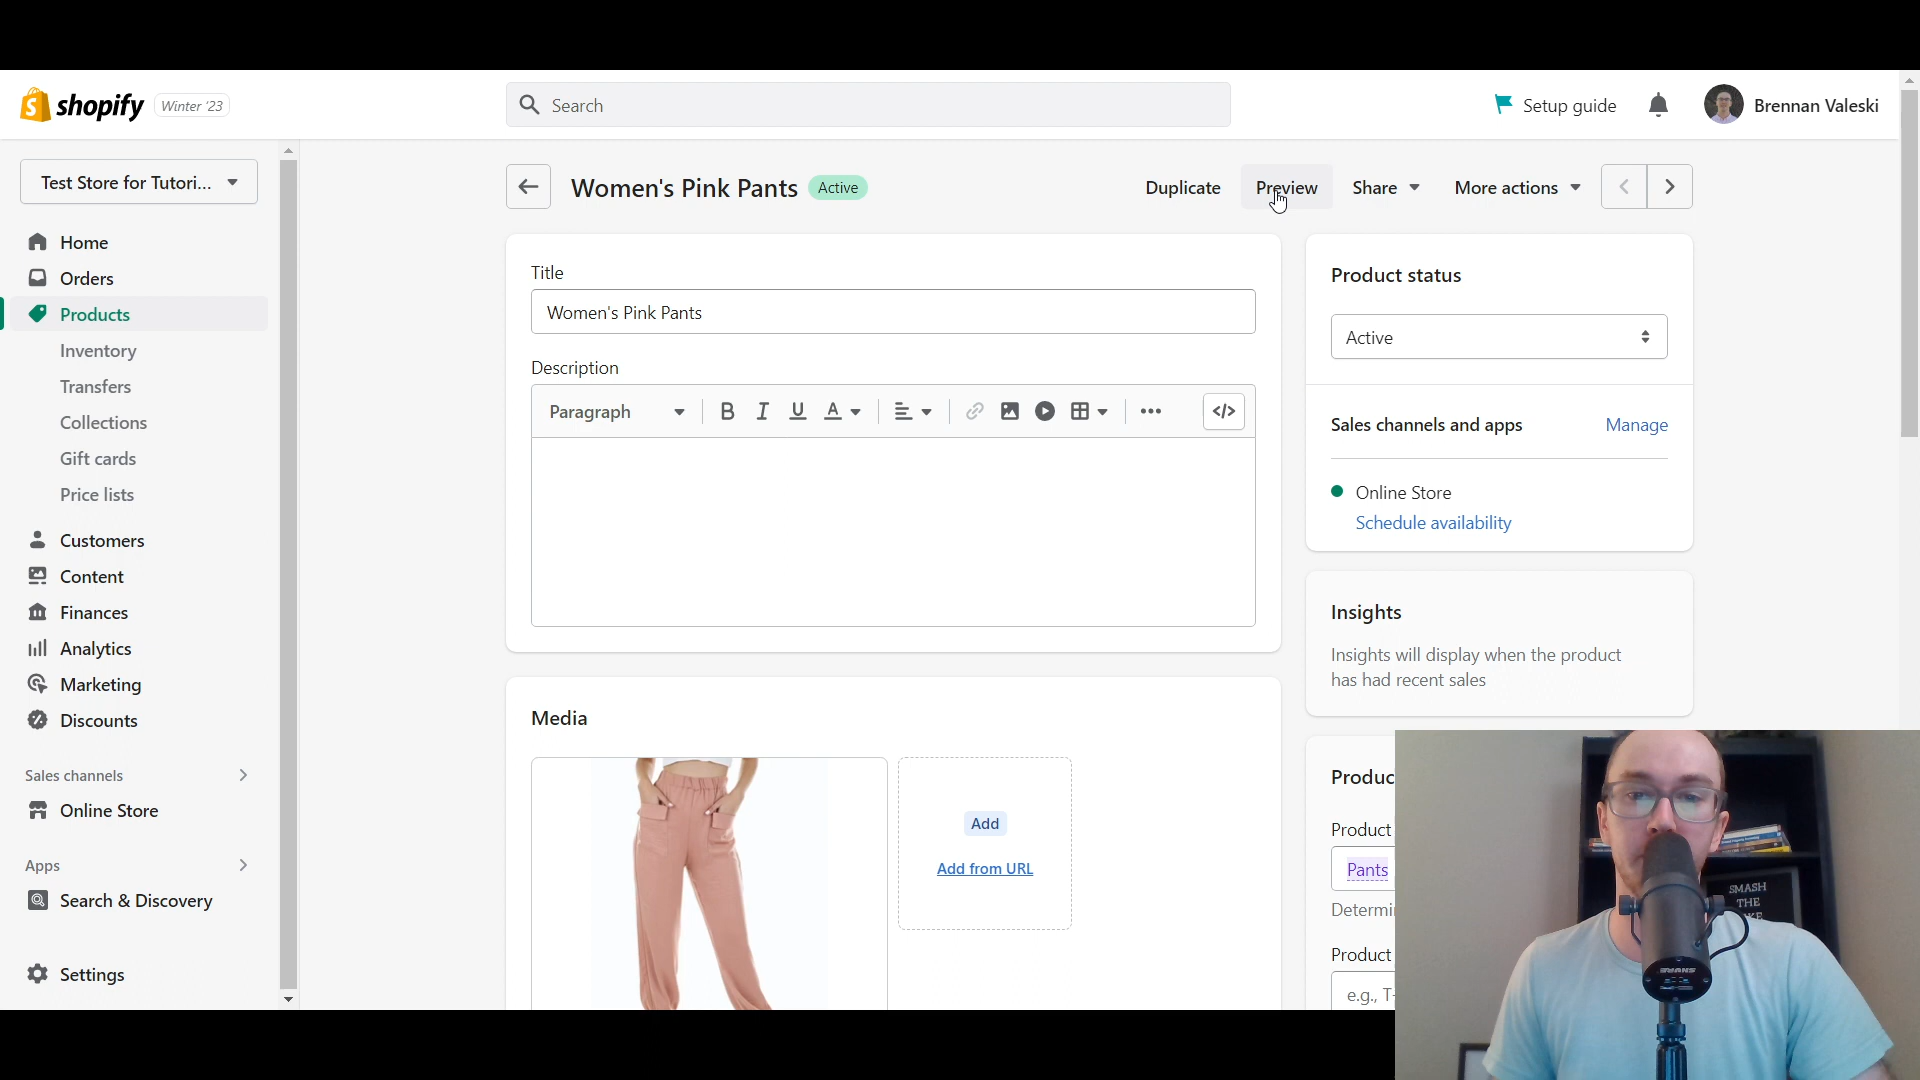 shopify
Winter '23
Search
Setup guide
Brennan Valeski
Test Store for Tutori...
Home
Orders
Products
Inventory
Transfers
Collections
Gift cards
Price lists
Customers
Content
Finances
Analytics
Marketing
Discounts
Sales channels
Online Store
Apps
Search & Discovery
Settings
Women's Pink Pants
Active
Duplicate
Preview
Share
More actions
Title
Women's Pink Pants
Description
Paragraph
B I U A
</>
Media
Add
Add from URL
Product status
Active
Sales channels and apps
Manage
Online Store
Schedule availability
Insights
Insights will display when the product
has had recent sales
Produc
Product
Pants
Determi
Product
e.g., T-
SMASH
THE
SHURE